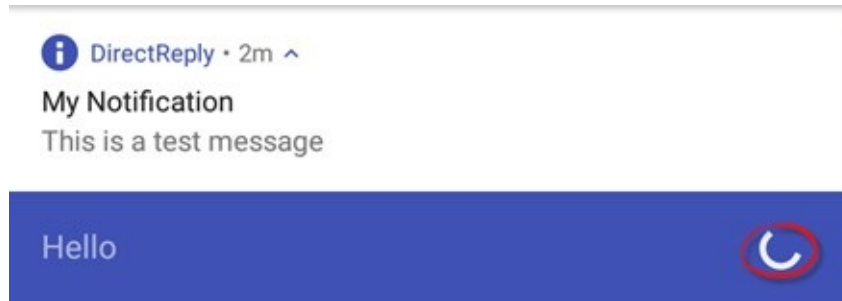 DirectReply • 2m
My Notification
This is a test message
Hello